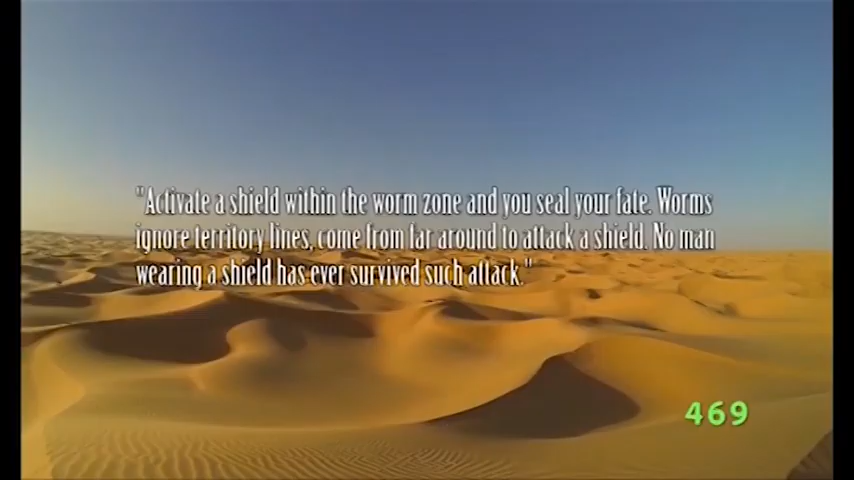 "Activate a shield within the worm zone and you seal your fate. Worms
ignore territory lines, come from far around to attack a shield. No man
wearing a shield has ever survived such attack."
469